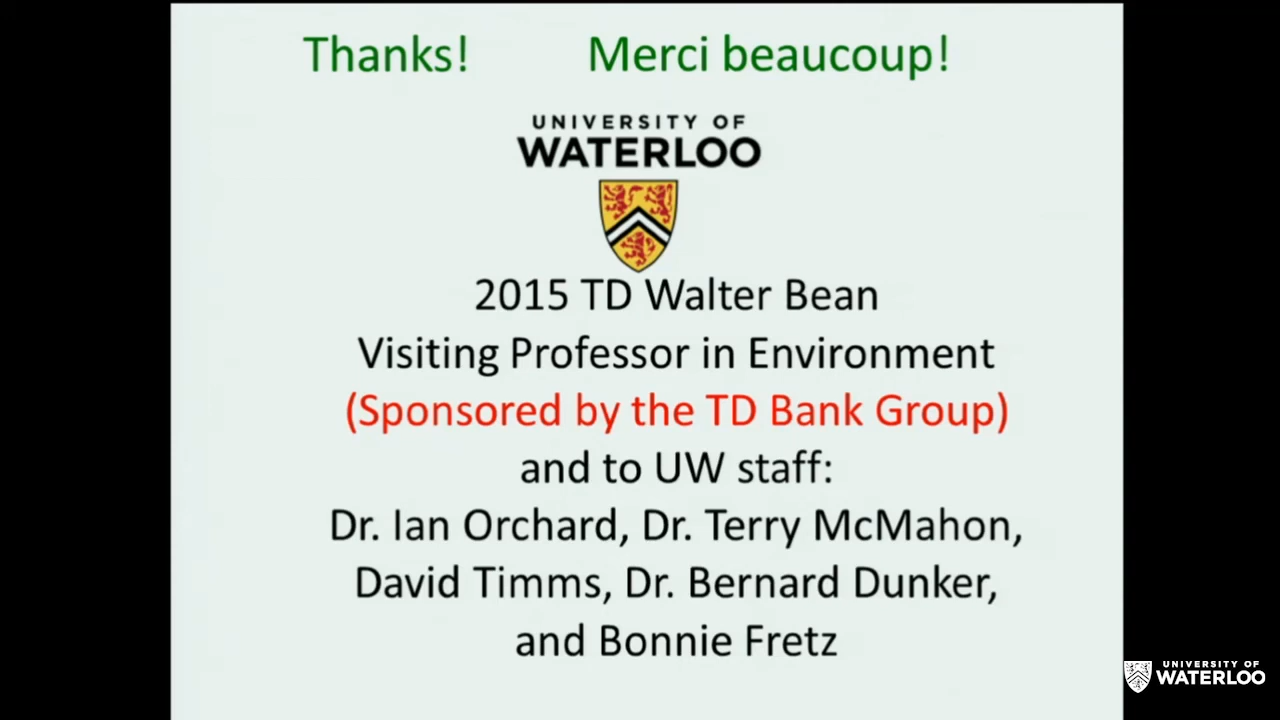 Thanks! Merci beaucoup!
UNIVERSITY OF
WATERLOO
2015 TD Walter Bean
Visiting Professor in Environment
(Sponsored by the TD Bank Group)
and to UW staff:
Dr. Ian Orchard, Dr. Terry McMahon,
David Timms, Dr. Bernard Dunker,
and Bonnie Fretz
UNIVERSITY OF
WATERLOO